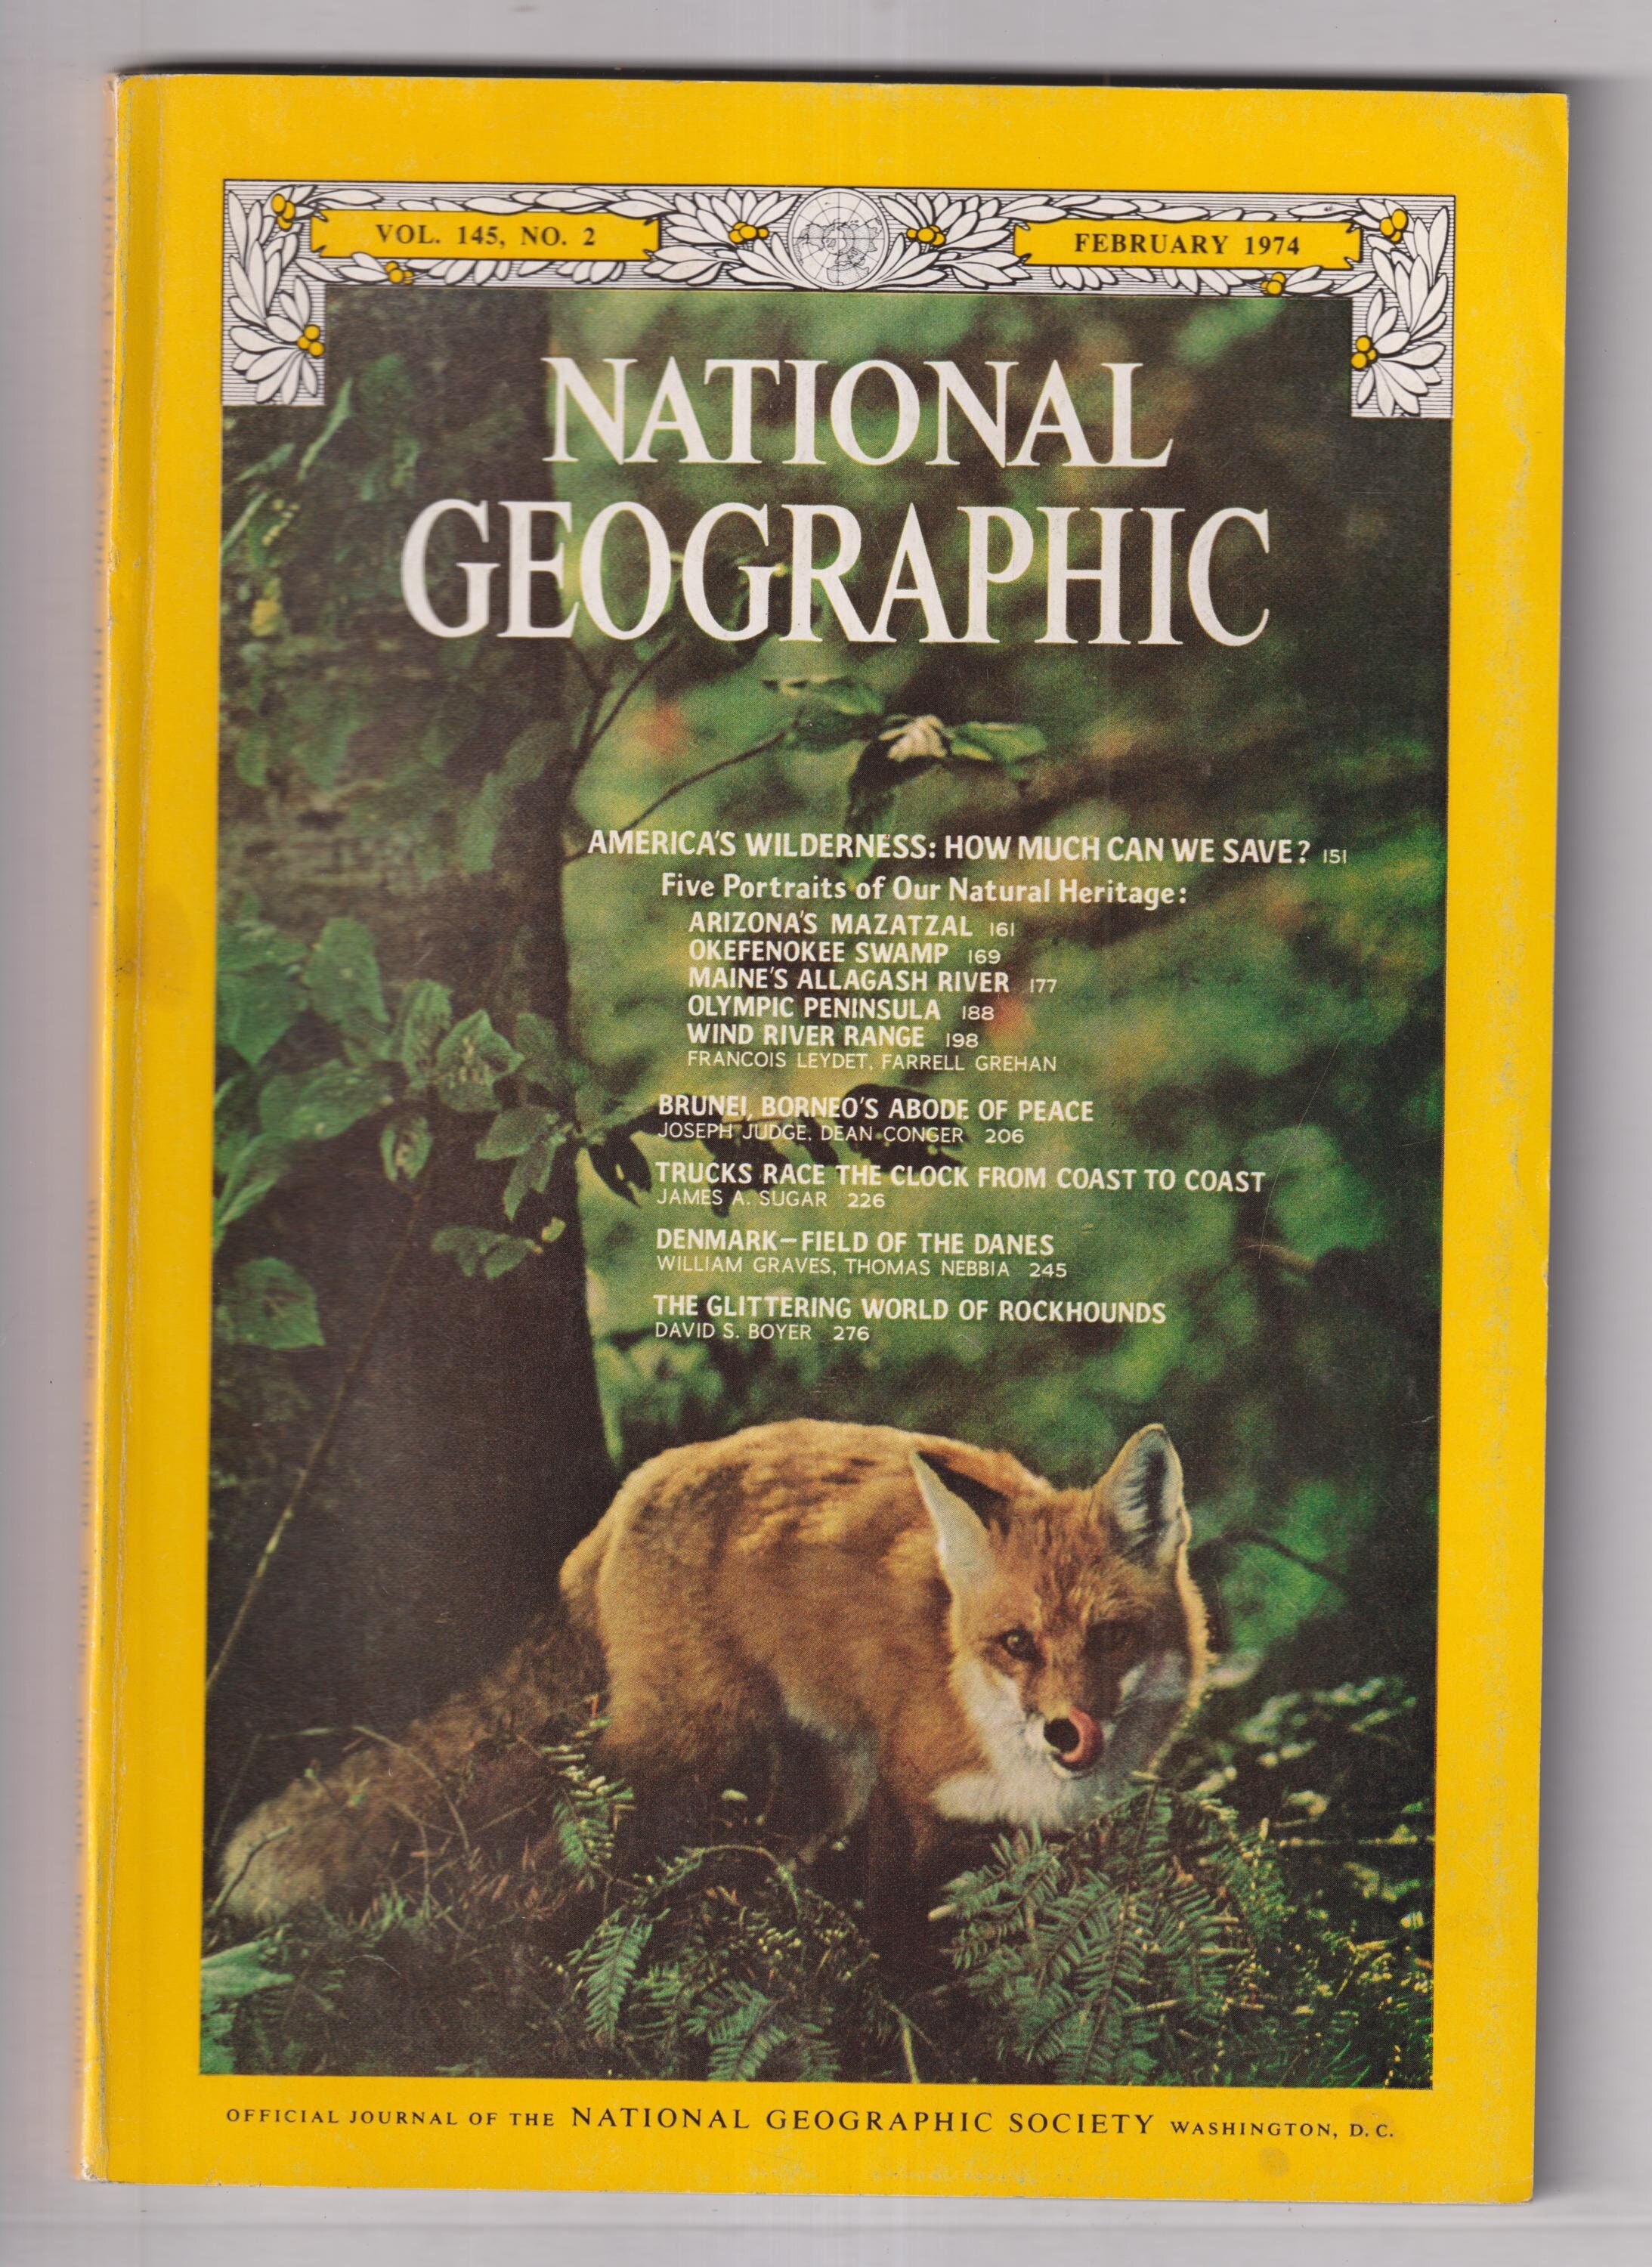 VOL. 145, NO. 2
FEBRUARY 1974
NATIONAL
GEOGRAPHIC
AMERICA'S WILDERNESS: HOW MUCH CAN WE SAVE? 151
Five Portraits of Our Natural Heritage:
ARIZONA'S MAZATZAL 161
OKEFENOKEE SWAMP 169
MAINE'S ALLAGASH RIVER 177
OLYMPIC PENINSULA 188
WIND RIVER RANGE 198
FRANCOIS LEYDET, FARRELL GREHAN
BRUNEI, BORNEO'S ABODE OF PEACE
JOSEPH JUDGE, DEAN CONGER 206
TRUCKS RACE THE CLOCK FROM COAST TO COAST
JAMES A. SUGAR 226
DENMARK—FIELD OF THE DANES
WILLIAM GRAVES, THOMAS NEBBIA 245
THE GLITTERING WORLD OF ROCKHOUNDS
DAVID S. BOYER 276
OFFICIAL JOURNAL OF THE NATIONAL GEOGRAPHIC SOCIETY WASHINGTON, D.C.